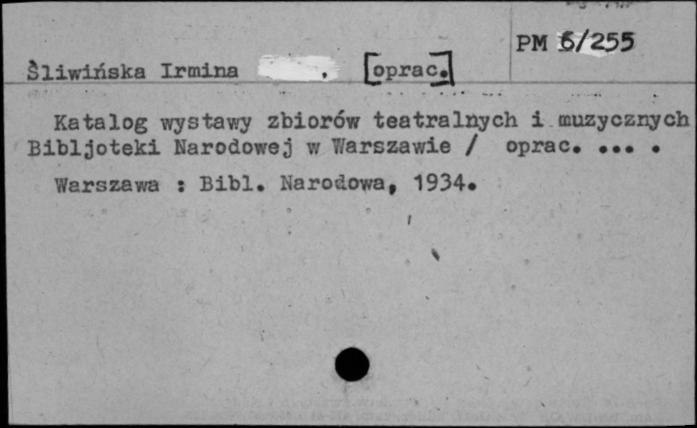 PM 6/255
Śliwińska Irmina , [oprac.]
Katalog wystawy zbiorów teatralnych i muzycznych
Bibljoteki Narodowej w Warszawie / oprac. ... .
Warszawa : Bibl. Narodowa, 1934.